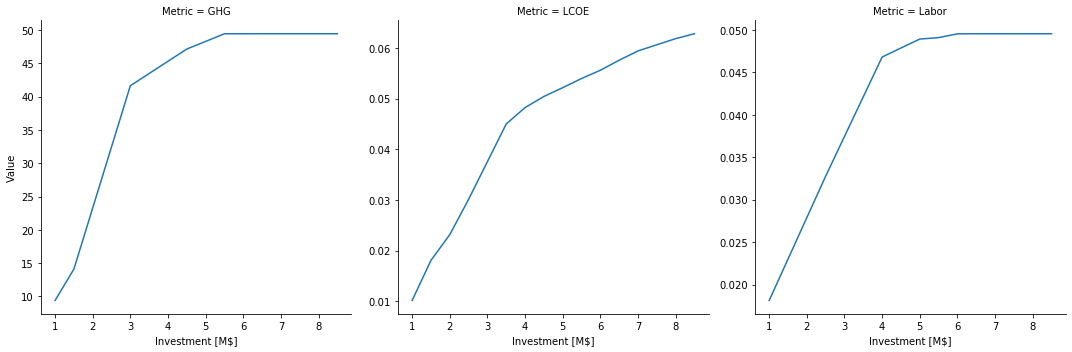 Metric = GHG
Value
50
45
40
35
30
25
20
15
10
1 2 3 4 5 6 7 8
Investment [M$]
Metric = LCOE
0.06
0.05
0.04
0.03
0.02
0.01
1 2 3 4 5 6 7 8
Investment [M$]
Metric = Labor
0.050
0.045
0.040
0.035
0.030
0.025
0.020
1 2 3 4 5 6 7 8
Investment [M$]